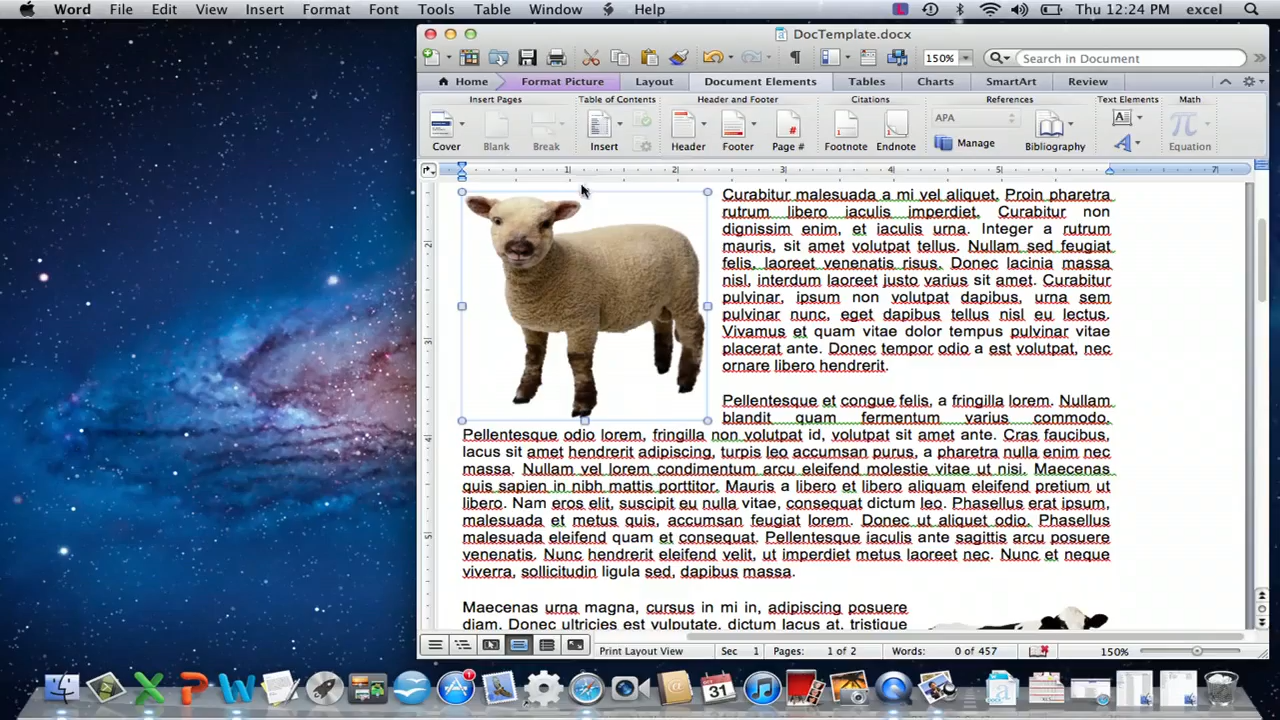 Word File Edit View Insert Format Font Tools Table Window Help Thu 12:24 PM excel
DocTemplate.docx
150% Search in Document
Home Format Picture Layout Document Elements Tables Charts SmartArt Review
Insert Pages Table of Contents Header and Footer Citations References Text Elements Math
APA
Manage
Cover Blank Break Insert Header Footer Page # Footnote Endnote Bibliography Equation
1 2 3 4 5 7
Curabitur malesuada a mi vel aliquet. Proin pharetra
rutrum libero iaculis imperdiet. Curabitur non
dignissim enim, et iaculis urna. Integer a rutrum
mauris, sit amet volutpat tellus. Nullam sed feugiat
felis, laoreet venenatis risus. Donec lacinia massa
nisl, interdum laoreet justo varius sit amet. Curabitur
pulvinar, ipsum non volutpat dapibus, urna sem
pulvinar nunc, eget dapibus tellus nisl eu lectus.
Vivamus et quam vitae dolor tempus pulvinar vitae
placerat ante. Donec tempor odio a est volutpat, nec
ornare libero hendrerit.
Pellentesque et congue felis, a fringilla lorem. Nullam
blandit quam fermentum varius commodo.
Pellentesque odio lorem, fringilla non volutpat id, volutpat sit amet ante. Cras faucibus,
lacus sit amet hendrerit adipiscing, turpis leo accumsan purus, a pharetra nulla enim nec
massa. Nullam vel lorem condimentum arcu eleifend molestie vitae ut nisi. Maecenas
quis sapien in nibh mattis porttitor. Mauris a libero et libero aliquam eleifend pretium ut
libero. Nam eros elit, suscipit eu nulla vitae, consequat dictum leo. Phasellus erat ipsum,
malesuada et metus quis, accumsan feugiat lorem. Donec ut aliquet odio. Phasellus
malesuada eleifend quam et consequat. Pellentesque iaculis ante sagittis arcu posuere
venenatis. Nunc hendrerit eleifend velit, ut imperdiet metus laoreet nec. Nunc et neque
viverra, sollicitudin ligula sed, dapibus massa.
Maecenas urna magna, cursus in mi in, adipiscing posuere
diam. Donec ultricies est vulputate, dictum lacus at, tristique
Print Layout View Sec 1 Pages: 1 of 2 Words: 0 of 457 150%
OCT
31